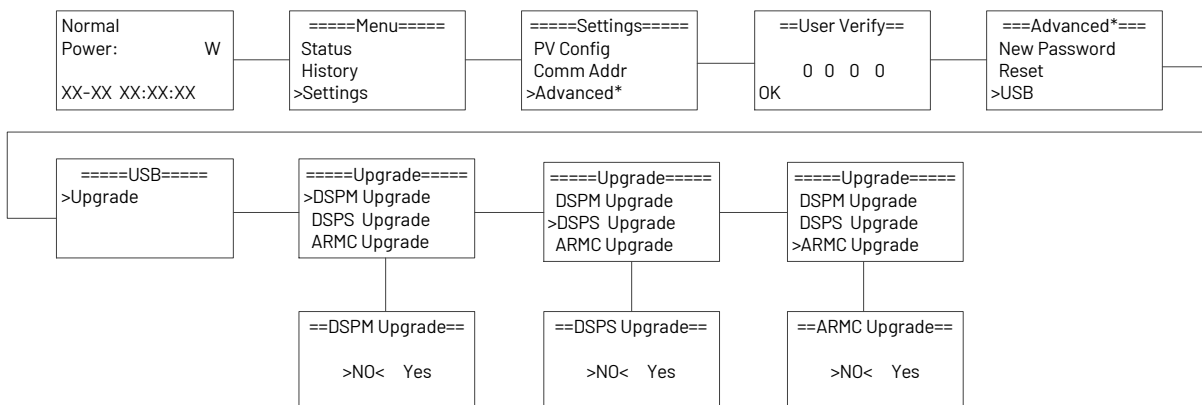 Normal
Power: W
XX-XX XX:XX:XX
=====Menu=====
Status
History
>Settings
=====Settings=====
PV Config
Comm Addr
>Advanced*
==User Verify==
0 0 0 0
OK
===Advanced*===
New Password
Reset
>USB
=====USB=====
>Upgrade
=====Upgrade=====
>DSPM Upgrade
DSPS Upgrade
ARMC Upgrade
=====Upgrade=====
DSPM Upgrade
>DSPS Upgrade
ARMC Upgrade
=====Upgrade=====
DSPM Upgrade
DSPS Upgrade
>ARMC Upgrade
==DSPM Upgrade==
>NO< Yes
==DSPS Upgrade==
>NO< Yes
==ARMC Upgrade==
>NO< Yes